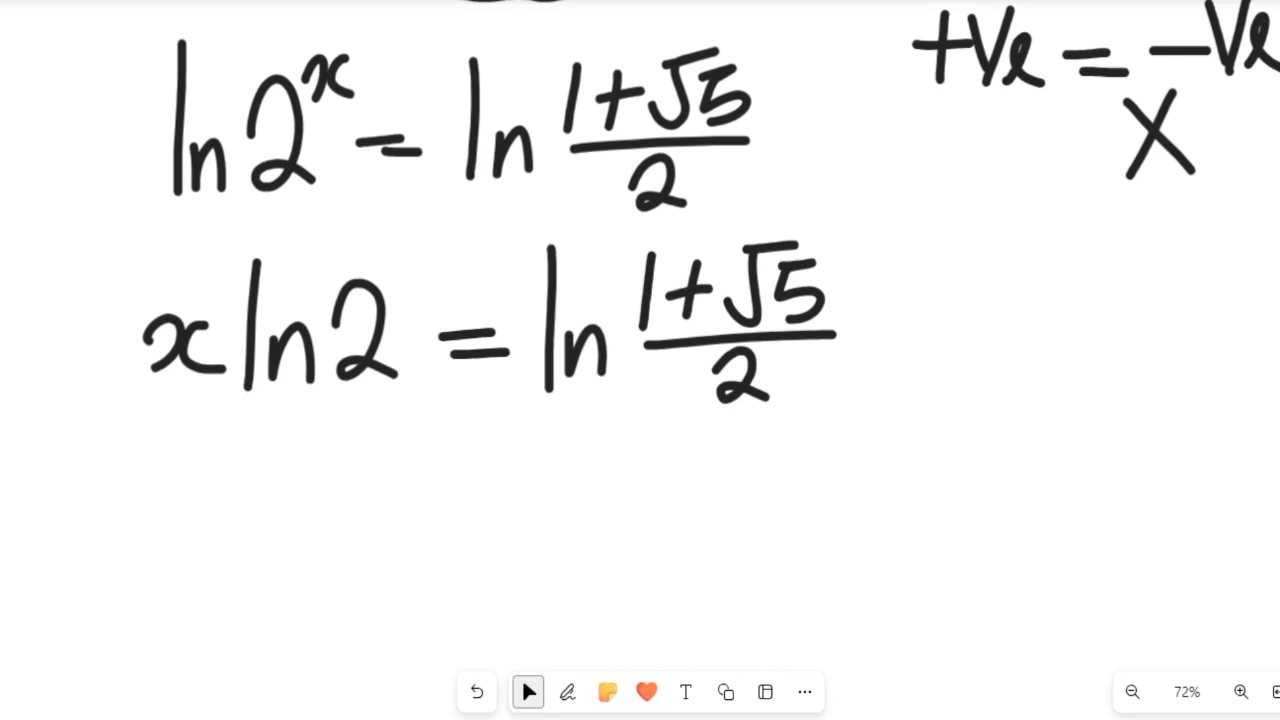 ln 2^x = ln (1+√5)/2
+ve = -ve
X
x ln 2 = ln (1+√5)/2
T
72%